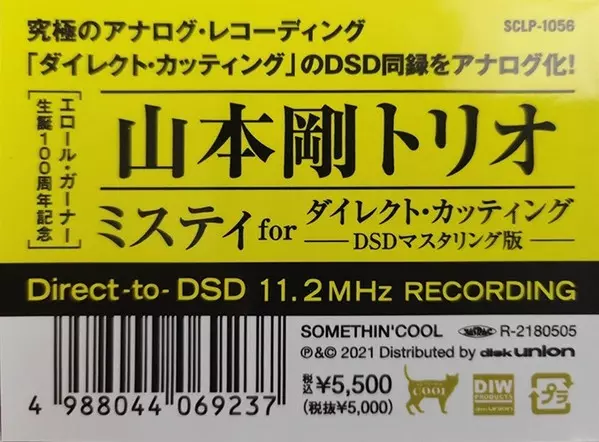 SCLP-1056
究極のアナログ・レコーディング
「ダイレクト・カッティング」のDSD同録をアナログ化!
エロール・ガーナー
生誕100周年記念
山本剛トリオ
ミスティ for ダイレクト・カッティング
DSDマスタリング版
Direct-to-DSD 11.2MHz RECORDING
SOMETHIN'COOL JASRAC R-2180505
℗&© 2021 Distributed by diskunion
税込 ¥5,500
(税抜¥5,000)
COOL
DIW
PRODUCTS
プラ
4 988044 069237